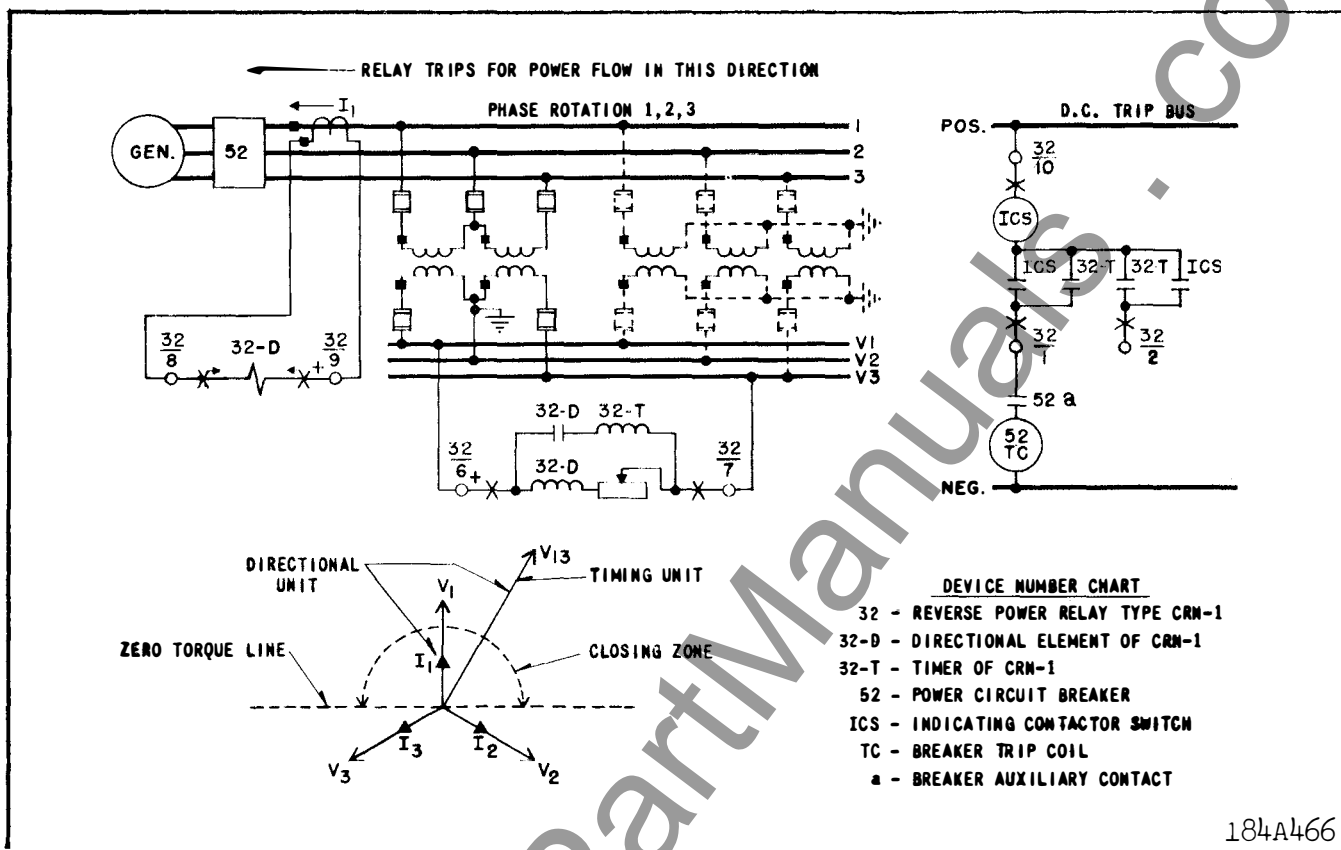 RELAY TRIPS FOR POWER FLOW IN THIS DIRECTION
I1
PHASE ROTATION 1,2,3
GEN.
52
1
2
3
32/8
32-D
+
32/9
V1
V2
V3
32-D
32-T
32/6
+
32-D
32/7
POS.
D.C. TRIP BUS
32/10
ICS
ICS
32-T
32-T
ICS
32/1
32/2
52 a
52
TC
NEG.
DIRECTIONAL
UNIT
V1
V13
TIMING UNIT
ZERO TORQUE LINE
I1
CLOSING ZONE
I3
I2
V3
V2
DEVICE NUMBER CHART
32 - REVERSE POWER RELAY TYPE CRN-1
32-D - DIRECTIONAL ELEMENT OF CRN-1
32-T - TIMER OF CRN-1
52 - POWER CIRCUIT BREAKER
ICS - INDICATING CONTACTOR SWITCH
TC - BREAKER TRIP COIL
a - BREAKER AUXILIARY CONTACT
184A466
PartManuals . co